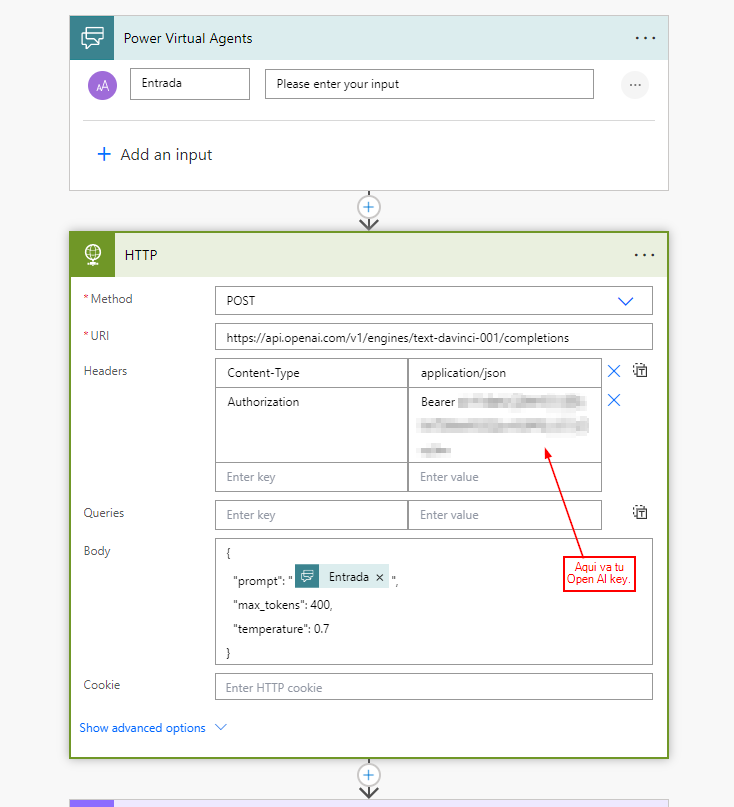 Power Virtual Agents
Entrada
Please enter your input
Add an input
HTTP
* Method
POST
* URI
https://api.openai.com/v1/engines/text-davinci-001/completions
Headers
Content-Type
application/json
Authorization
Bearer
Enter key
Enter value
Queries
Enter key
Enter value
Body
{
"prompt": " Entrada × ",
"max_tokens": 400,
"temperature": 0.7
}
Aqui va tu
Open AI key.
Cookie
Enter HTTP cookie
Show advanced options